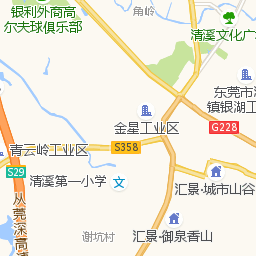 银利外商高
尔夫球俱乐部
角岭
清溪文化广
东莞市清
镇银湖工
金星工业区
G228
S358
青云岭工业区
S29
清溪第一小学
文
汇景·城市山谷
从莞深高速
谢坑村
汇景·御泉香山